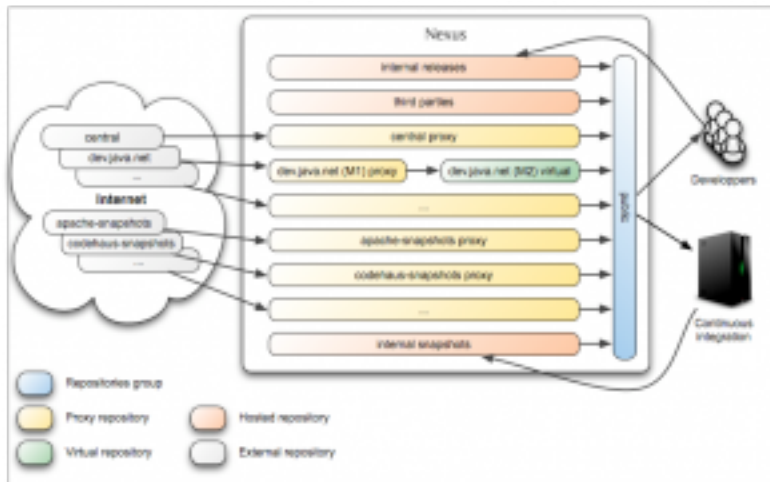 Nexus
internal releases
third parties
central
central proxy
dev.java.net
dev.java.net (M1) proxy
dev.java.net (M2) virtual
...
Internet
...
public
Developpers
apache-snapshots
apache-snapshots proxy
codehaus-snapshots
codehaus-snapshots proxy
...
...
internal snapshots
Continuous
integration
Repositories group
Proxy repository
Hosted repository
Virtual repository
External repository